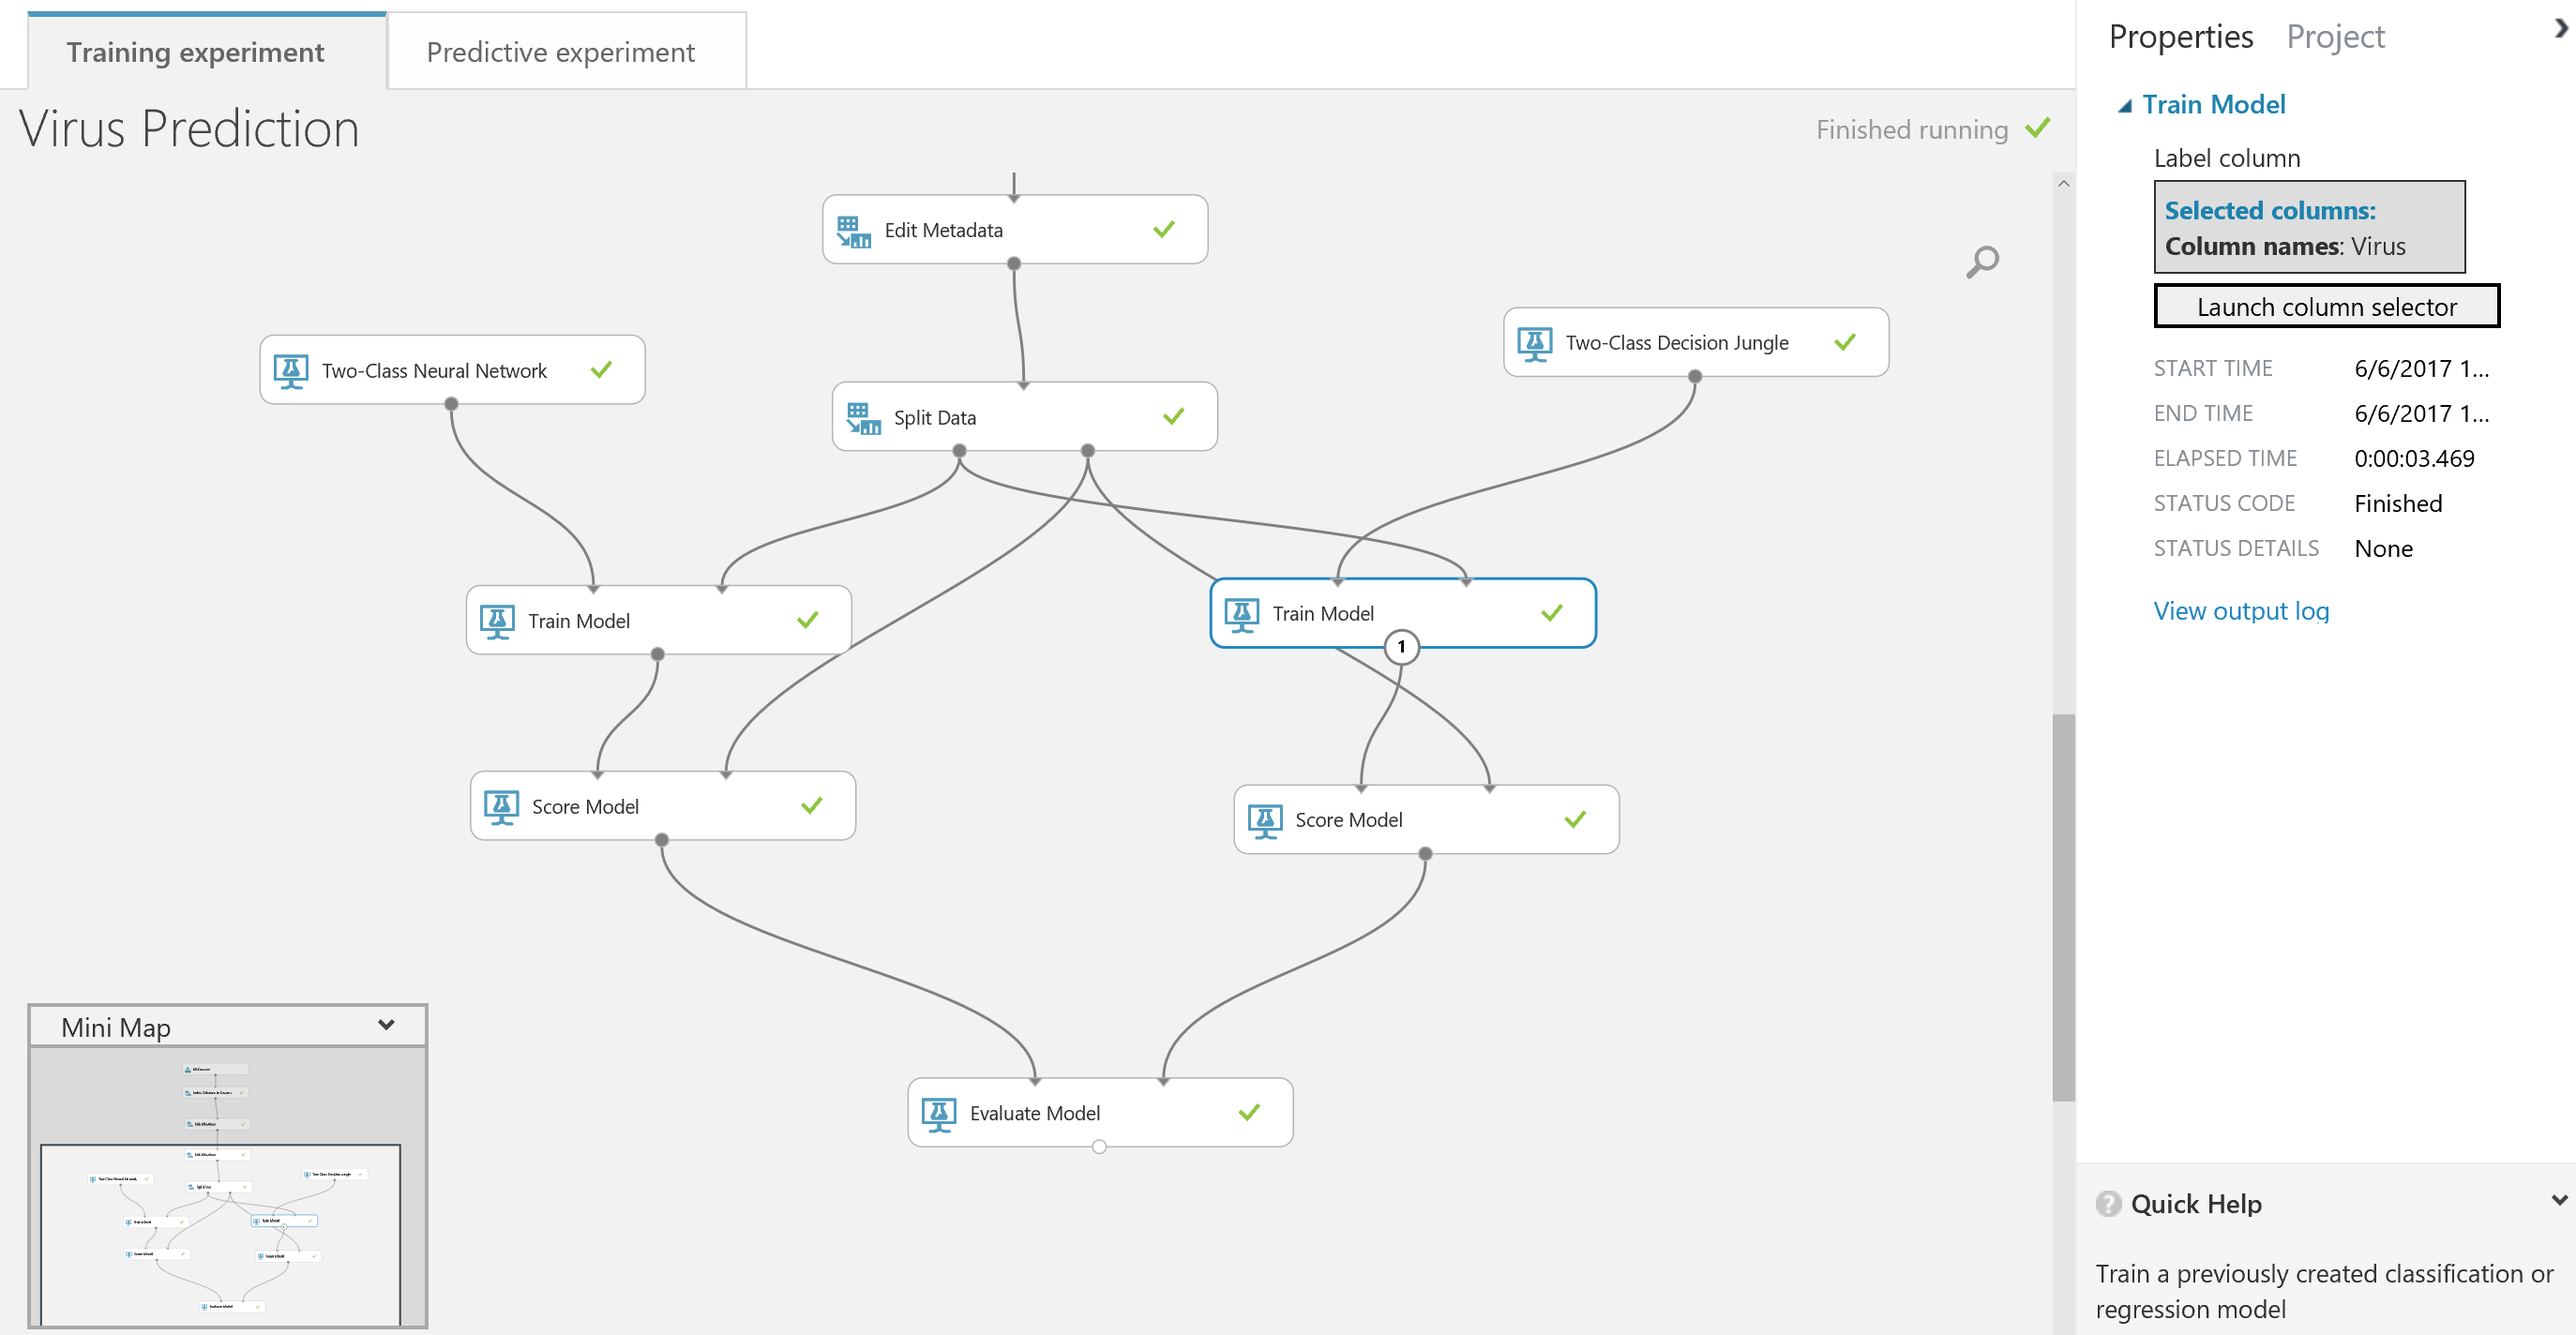 Training experiment
Predictive experiment
Virus Prediction
Finished running
Edit Metadata
Two-Class Neural Network
Two-Class Decision Jungle
Split Data
Train Model
Train Model
1
Score Model
Score Model
Evaluate Model
Mini Map
Properties Project
Train Model
Label column
Selected columns:
Column names: Virus
Launch column selector
START TIME 6/6/2017 1...
END TIME 6/6/2017 1...
ELAPSED TIME 0:00:03.469
STATUS CODE Finished
STATUS DETAILS None
View output log
? Quick Help
Train a previously created classification or
regression model